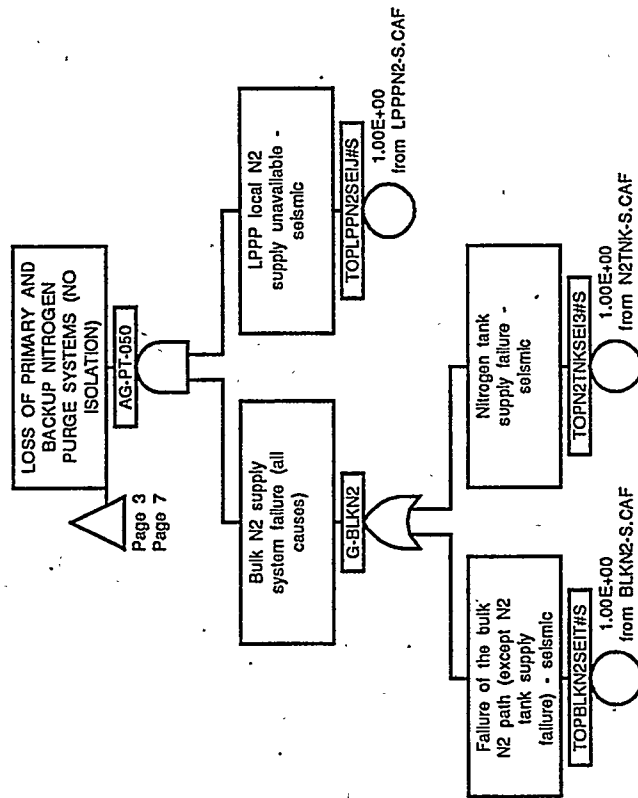 LOSS OF PRIMARY AND
BACKUP NITROGEN
PURGE SYSTEMS (NO
ISOLATION)
AG-PT-050
Page 3
Page 7
Bulk N2 supply
system failure (all
causes)
G-BLKN2
LPPP local N2
supply unavailable -
seismic
TOPLPPN2SEIJ#S
1.00E+00
from LPPPN2-S.CAF
Failure of the bulk
N2 path (except N2
tank supply
failure) - seismic
TOPBLKN2SEIT#S
1.00E+00
from BLKN2-S.CAF
Nitrogen tank
supply failure -
seismic
TOPN2TNKSEI3#S
1.00E+00
from N2TNK-S.CAF